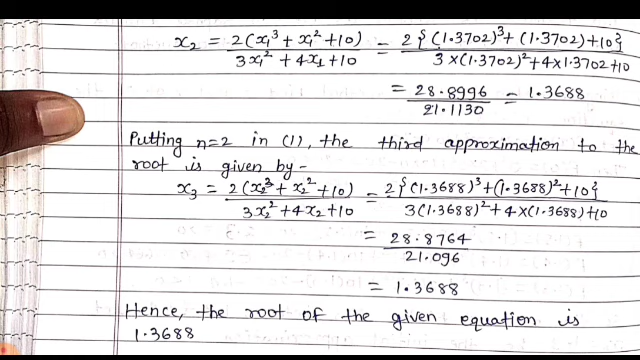 x₂ = 2(x₁³ + x₁² + 10) / 3x₁² + 4x₁ + 10 = 2{(1.3702)³ + (1.3702) + 10} / 3 × (1.3702)² + 4 × 1.3702 + 10
= 28.8996 / 21.1130 = 1.3688
Putting n=2 in (1), the third approximation to the
root is given by -
x₃ = 2(x₂³ + x₂² + 10) / 3x₂² + 4x₂ + 10 = 2{(1.3688)³ + (1.3688)² + 10} / 3(1.3688)² + 4 × (1.3688) + 10
= 28.8764 / 21.096
= 1.3688
Hence, the root of the given equation is
1.3688